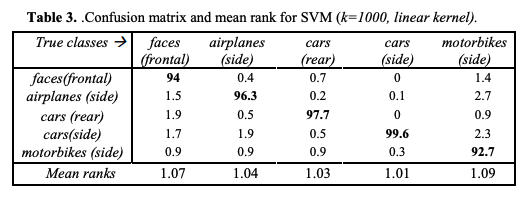 Table 3. .Confusion matrix and mean rank for SVM (k=1000, linear kernel).
True classes → faces (frontal) airplanes (side) cars (rear) cars (side) motorbikes (side)
faces(frontal) 94 0.4 0.7 0 1.4
airplanes (side) 1.5 96.3 0.2 0.1 2.7
cars (rear) 1.9 0.5 97.7 0 0.9
cars(side) 1.7 1.9 0.5 99.6 2.3
motorbikes (side) 0.9 0.9 0.9 0.3 92.7
Mean ranks 1.07 1.04 1.03 1.01 1.09